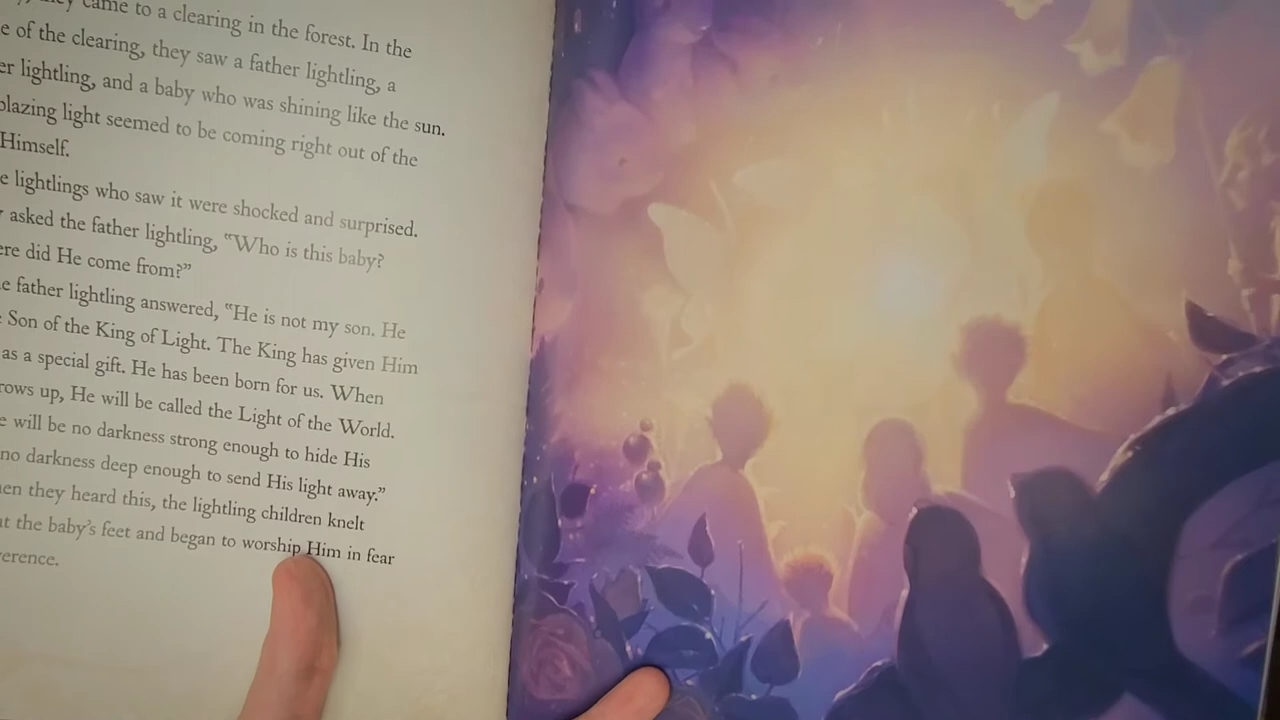 they came to a clearing in the forest. In the
of the clearing, they saw a father lightling, a
lightling, and a baby who was shining like the sun.
blazing light seemed to be coming right out of the
Himself.
lightlings who saw it were shocked and surprised.
asked the father lightling, “Who is this baby?
did He come from?”
father lightling answered, “He is not my son. He
Son of the King of Light. The King has given Him
as a special gift. He has been born for us. When
up, He will be called the Light of the World.
will be no darkness strong enough to hide His
no darkness deep enough to send His light away.”
they heard this, the lightling children knelt
the baby’s feet and began to worship Him in fear